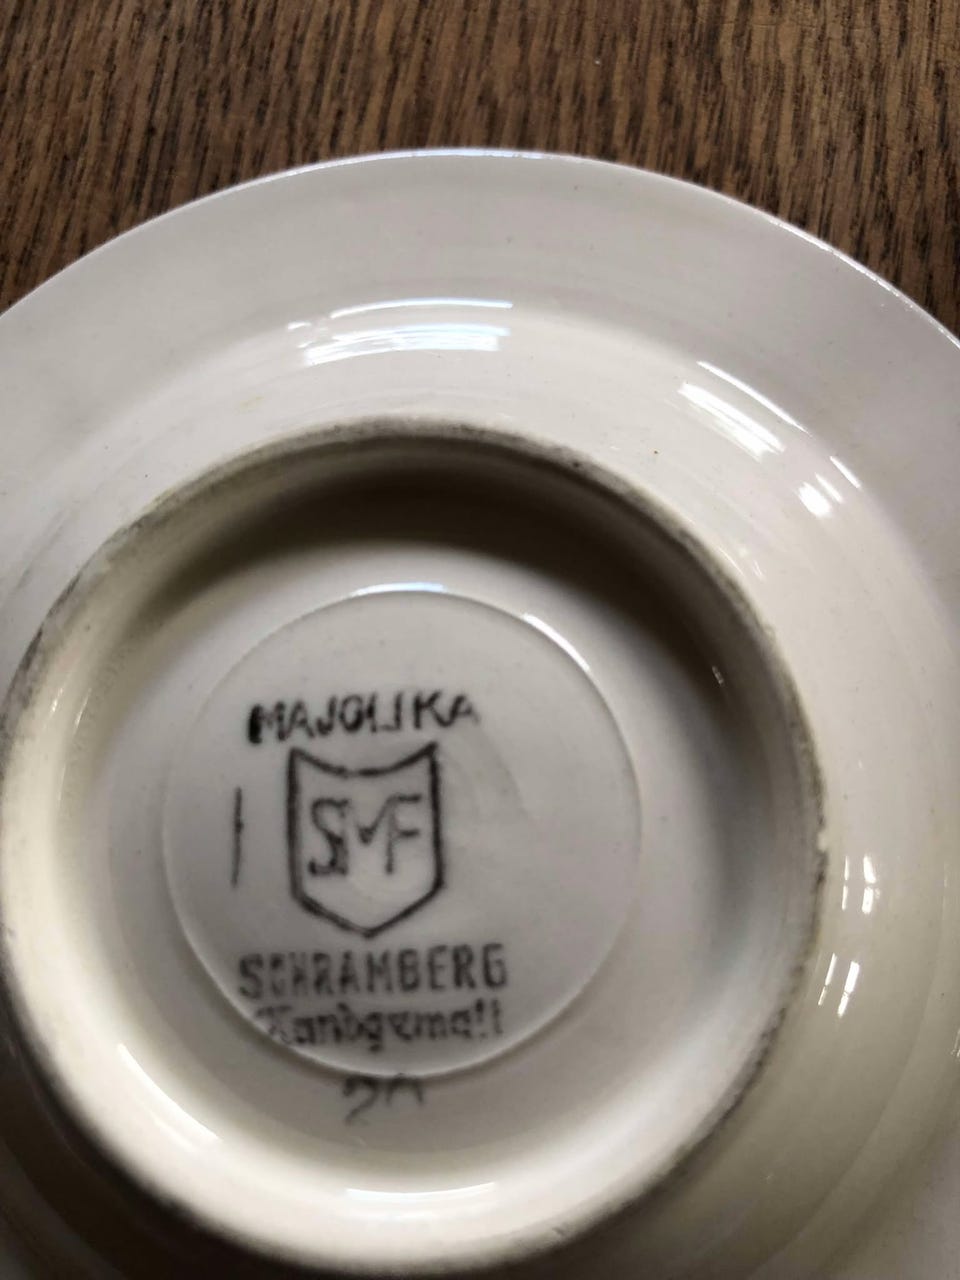 MAJOLIKA
SMF
SCHRAMBERG
Handgemalt